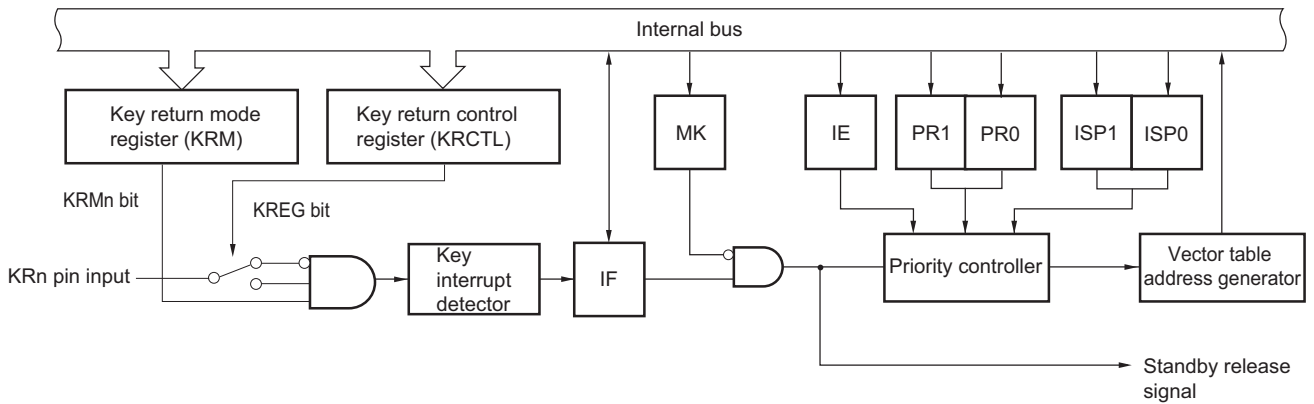 Internal bus
Key return mode
register (KRM)
Key return control
register (KRCTL)
MK
IE
PR1
PR0
ISP1
ISP0
KRMn bit
KREG bit
KRn pin input
Key
interrupt
detector
IF
Priority controller
Vector table
address generator
Standby release
signal